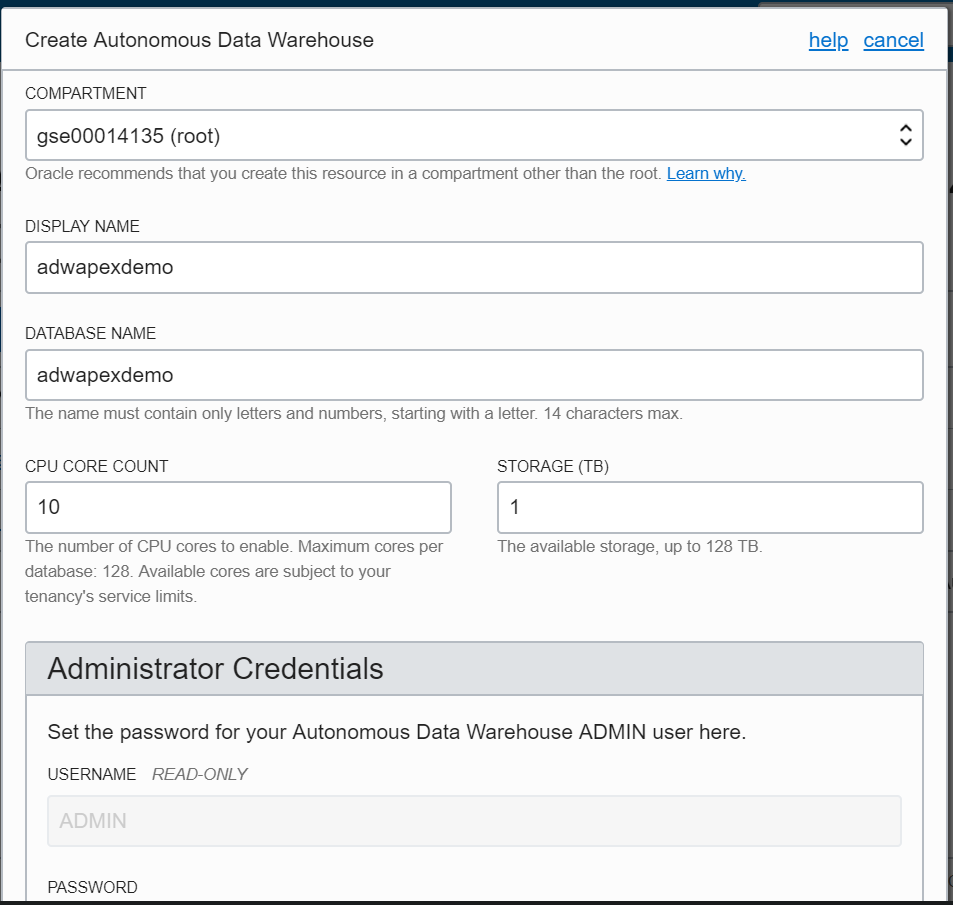 Create Autonomous Data Warehouse help cancel
COMPARTMENT
gse00014135 (root)
Oracle recommends that you create this resource in a compartment other than the root. Learn why.
DISPLAY NAME
adwapexdemo
DATABASE NAME
adwapexdemo
The name must contain only letters and numbers, starting with a letter. 14 characters max.
CPU CORE COUNT
10
The number of CPU cores to enable. Maximum cores per
database: 128. Available cores are subject to your
tenancy's service limits.
STORAGE (TB)
1
The available storage, up to 128 TB.
Administrator Credentials
Set the password for your Autonomous Data Warehouse ADMIN user here.
USERNAME READ-ONLY
ADMIN
PASSWORD